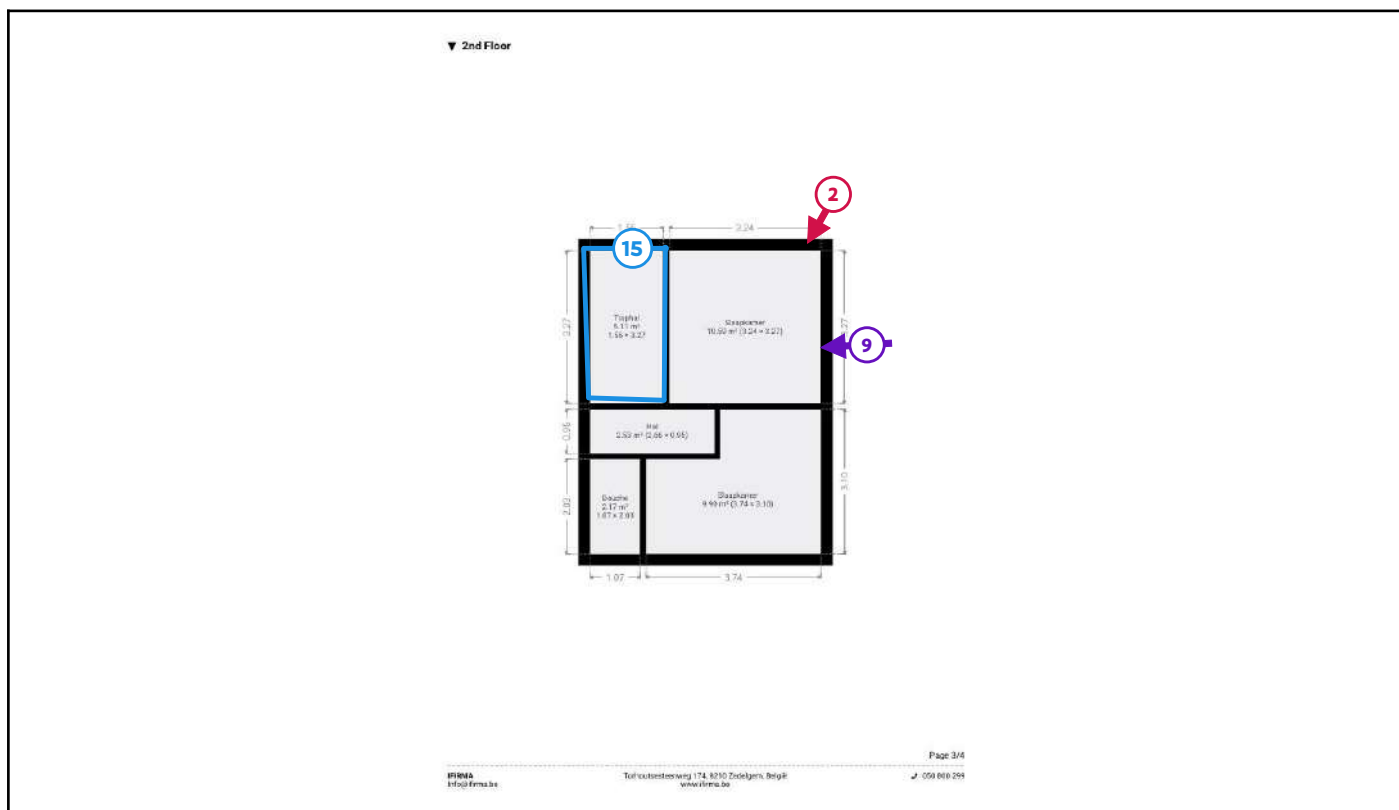 ▼ 2nd Floor
2
3.24
15
3.27
3.27
Traphal
5.11 m²
1.56 × 3.27
Slaapkamer
10.59 m² (3.24 × 3.27)
9
0.95
Hal
2.53 m² (2.66 × 0.95)
2.03
Douche
2.17 m²
1.07 × 2.03
Slaapkamer
9.99 m² (3.74 × 3.10)
3.10
1.07
3.74
Page 3/4
IFIRMA
info@ifirma.be
Torhoutsesteenweg 174, 8210 Zedelgem, België
www.ifirma.be
050 800 299